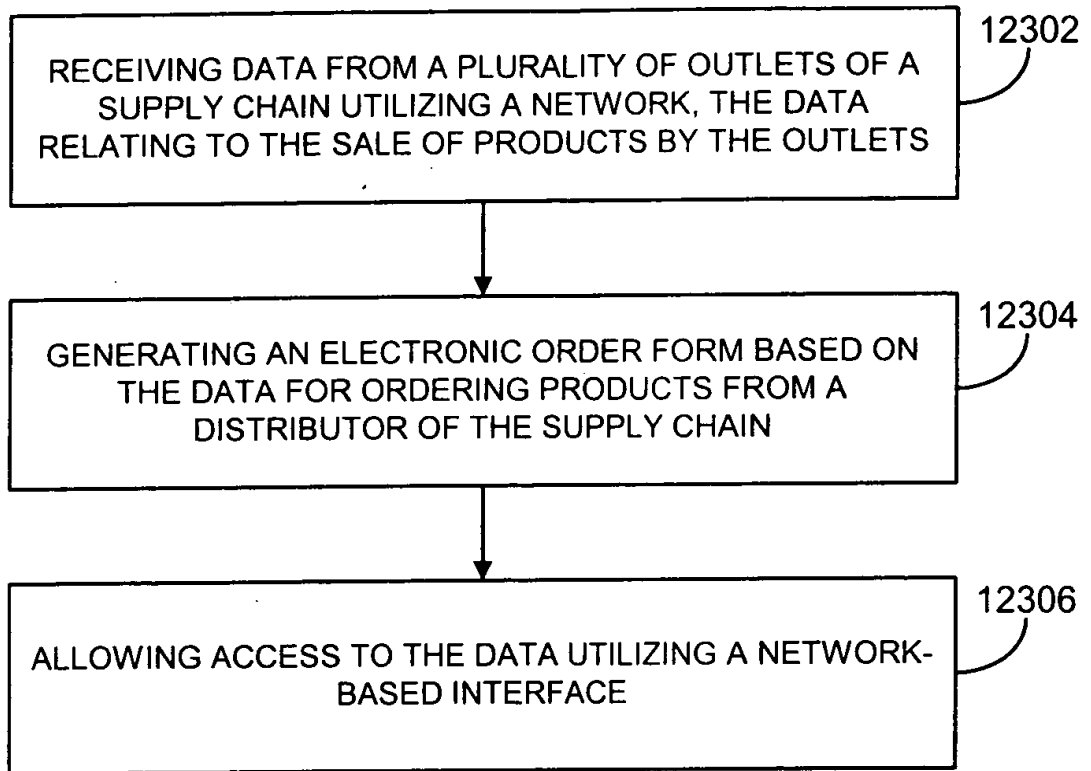 12302
RECEIVING DATA FROM A PLURALITY OF OUTLETS OF A
SUPPLY CHAIN UTILIZING A NETWORK, THE DATA
RELATING TO THE SALE OF PRODUCTS BY THE OUTLETS
12304
GENERATING AN ELECTRONIC ORDER FORM BASED ON
THE DATA FOR ORDERING PRODUCTS FROM A
DISTRIBUTOR OF THE SUPPLY CHAIN
12306
ALLOWING ACCESS TO THE DATA UTILIZING A NETWORK-
BASED INTERFACE